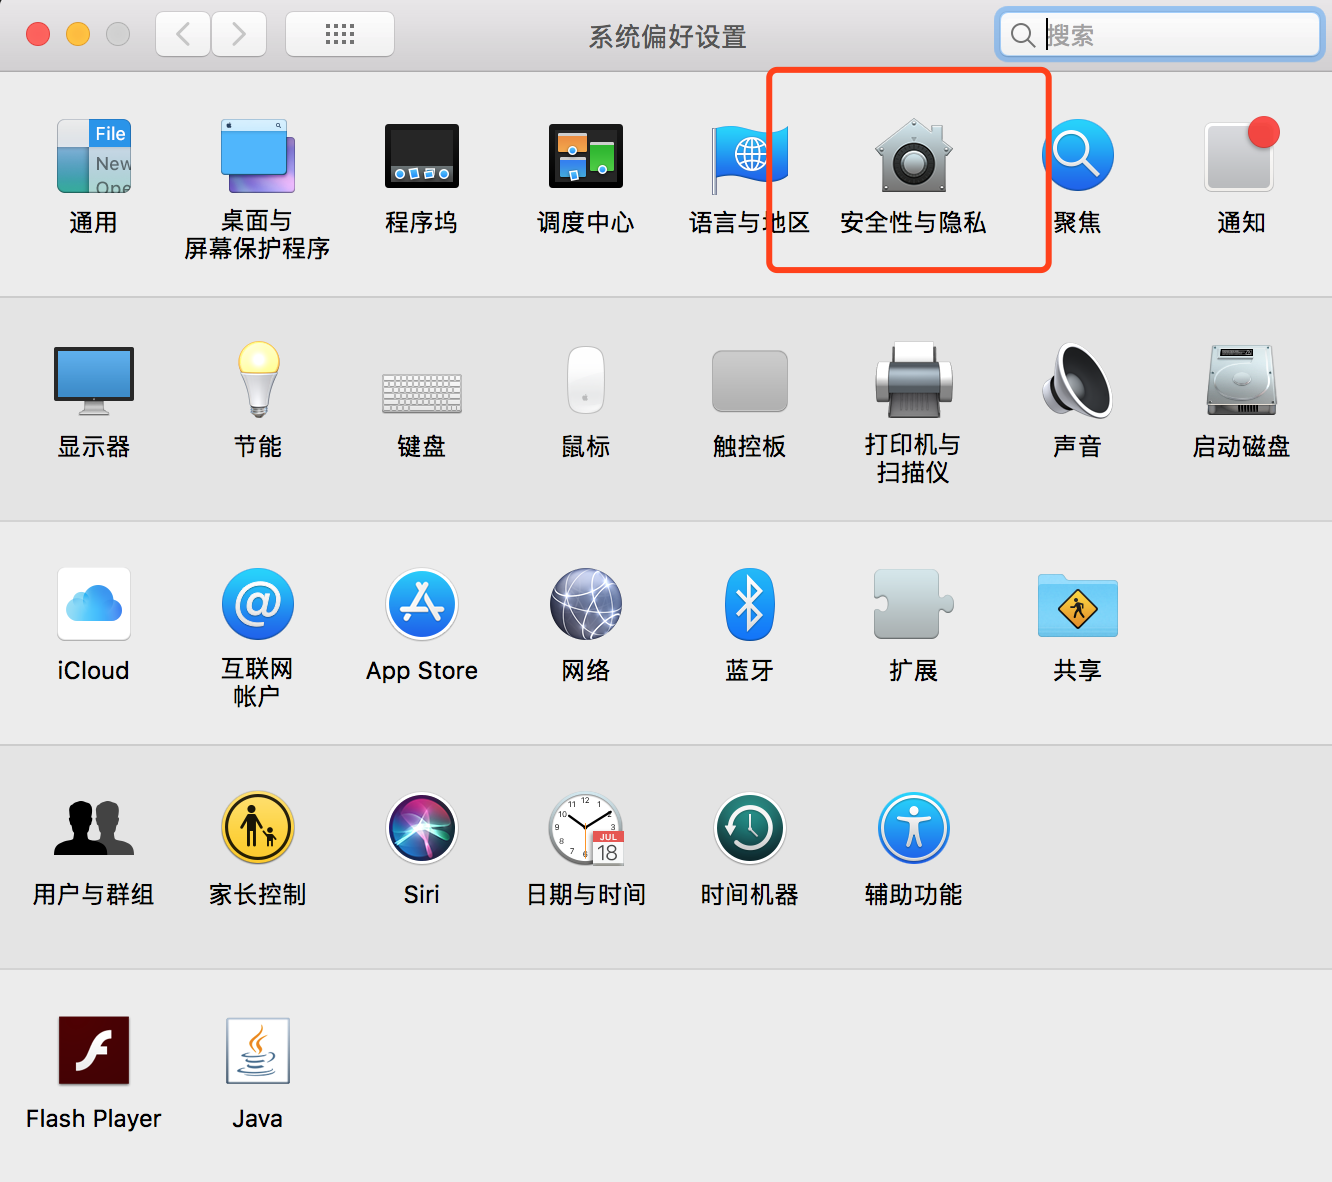 系统偏好设置
搜索
File
New
Ope
通用
桌面与
屏幕保护程序
程序坞
调度中心
语言与地区
安全性与隐私
聚焦
通知
显示器
节能
键盘
鼠标
触控板
打印机与
扫描仪
声音
启动磁盘
iCloud
互联网
帐户
App Store
网络
蓝牙
扩展
共享
用户与群组
家长控制
Siri
JUL
18
日期与时间
时间机器
辅助功能
Flash Player
Java